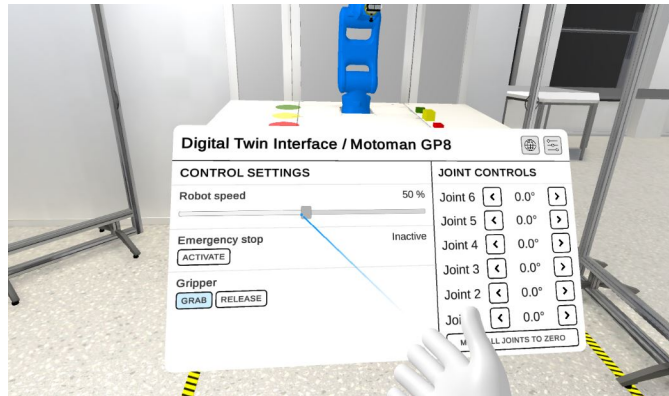 Digital Twin Interface / Motoman GP8
CONTROL SETTINGS
Robot speed 50 %
Emergency stop Inactive
ACTIVATE
Gripper
GRAB RELEASE
JOINT CONTROLS
Joint 6 < 0.0° >
Joint 5 < 0.0° >
Joint 4 < 0.0° >
Joint 3 < 0.0° >
Joint 2 < 0.0° >
< 0.0° >
ALL JOINTS TO ZERO